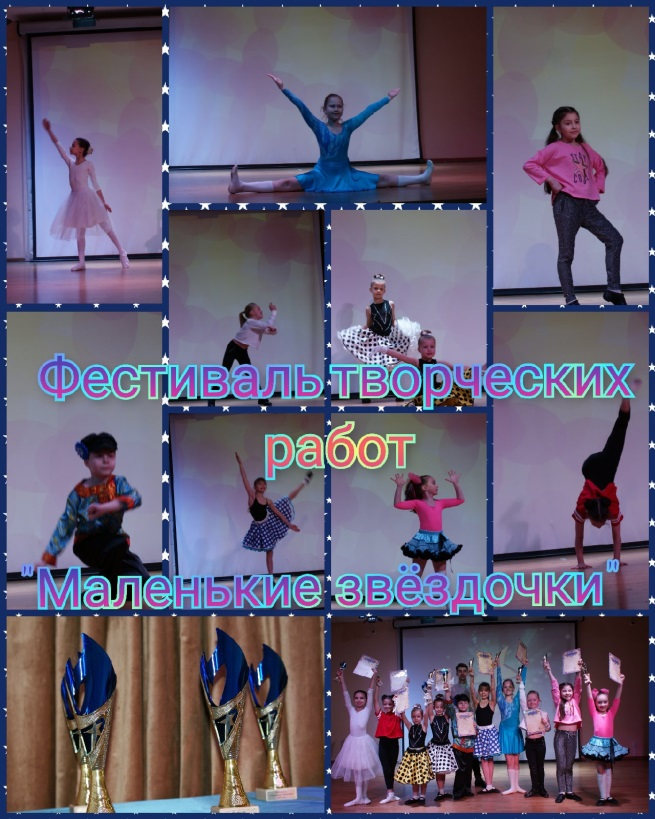 Фестиваль творческих
работ
"Маленькие звёздочки"